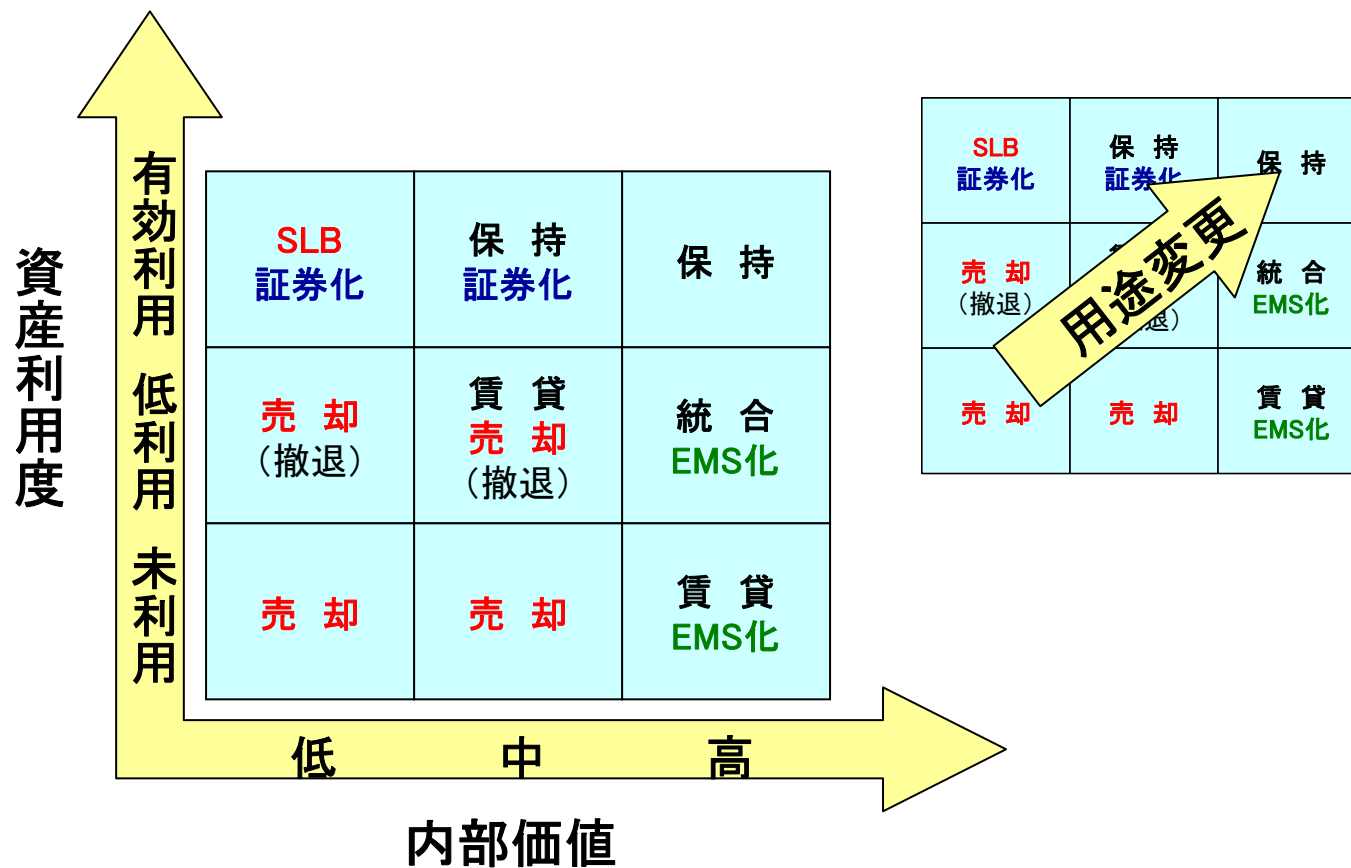 資産利用度
有効利用
低利用
未利用
SLB
証券化
保 持
証券化
保 持
売 却
（撤退）
賃 貸
売 却
（撤退）
統 合
EMS化
売 却
売 却
賃 貸
EMS化
低
中
高
内部価値
SLB
証券化
保 持
証券化
保 持
売 却
（撤退）
退）
統 合
EMS化
売 却
売 却
賃 貸
EMS化
用途変更